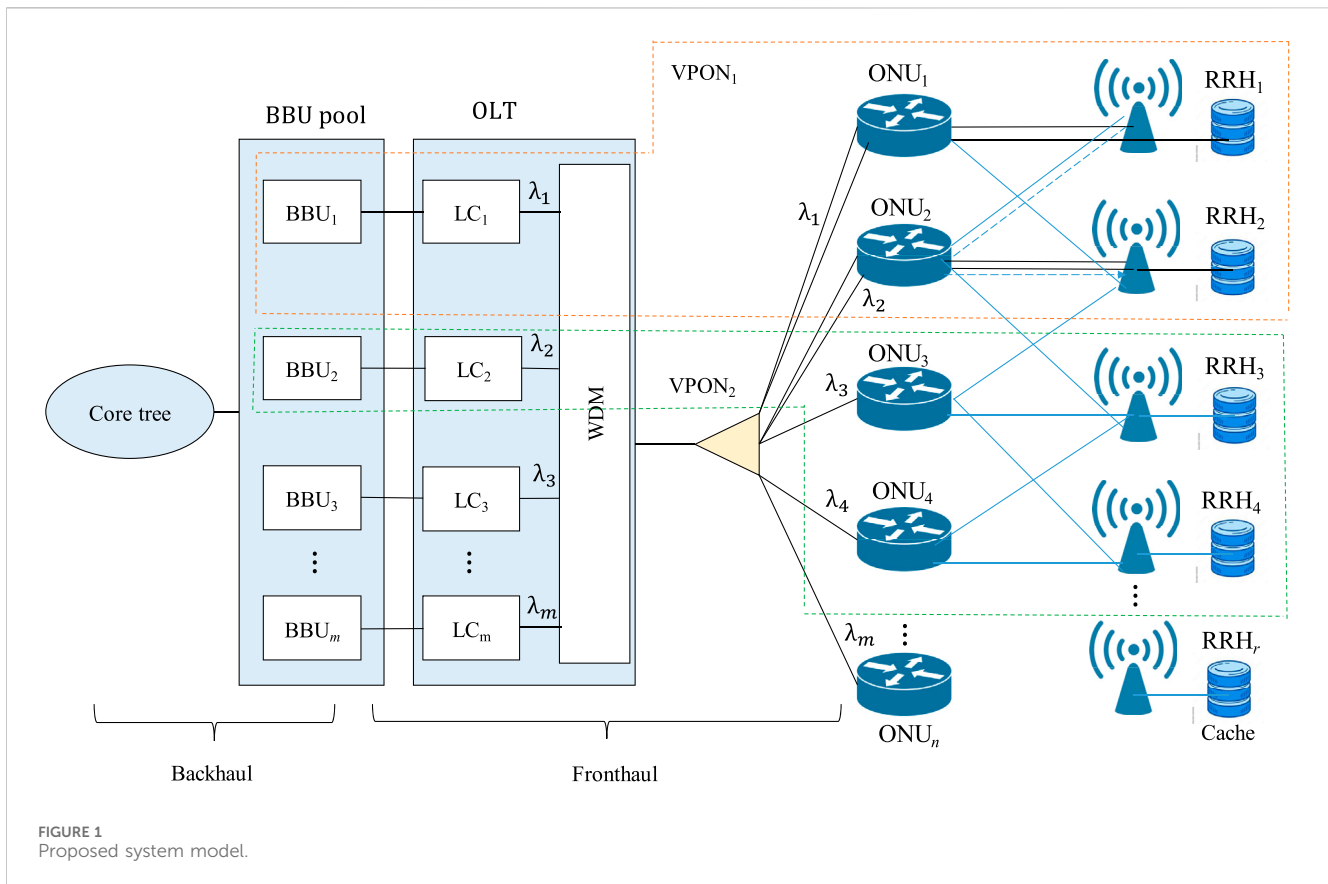 VPON₁
ONU₁
RRH₁
BBU pool
OLT
BBU₁
LC₁
λ₁
λ₁
ONU₂
RRH₂
λ₂
BBU₂
LC₂
λ₂
WDM
VPON₂
ONU₃
λ₃
RRH₃
Core tree
BBU₃
LC₃
λ₃
ONU₄
λ₄
RRH₄
⋮
⋮
⋮
BBUₘ
LCₘ
λₘ
λₘ
⋮
ONUₙ
RRHᵣ
Cache
Backhaul
Fronthaul
FIGURE 1
Proposed system model.